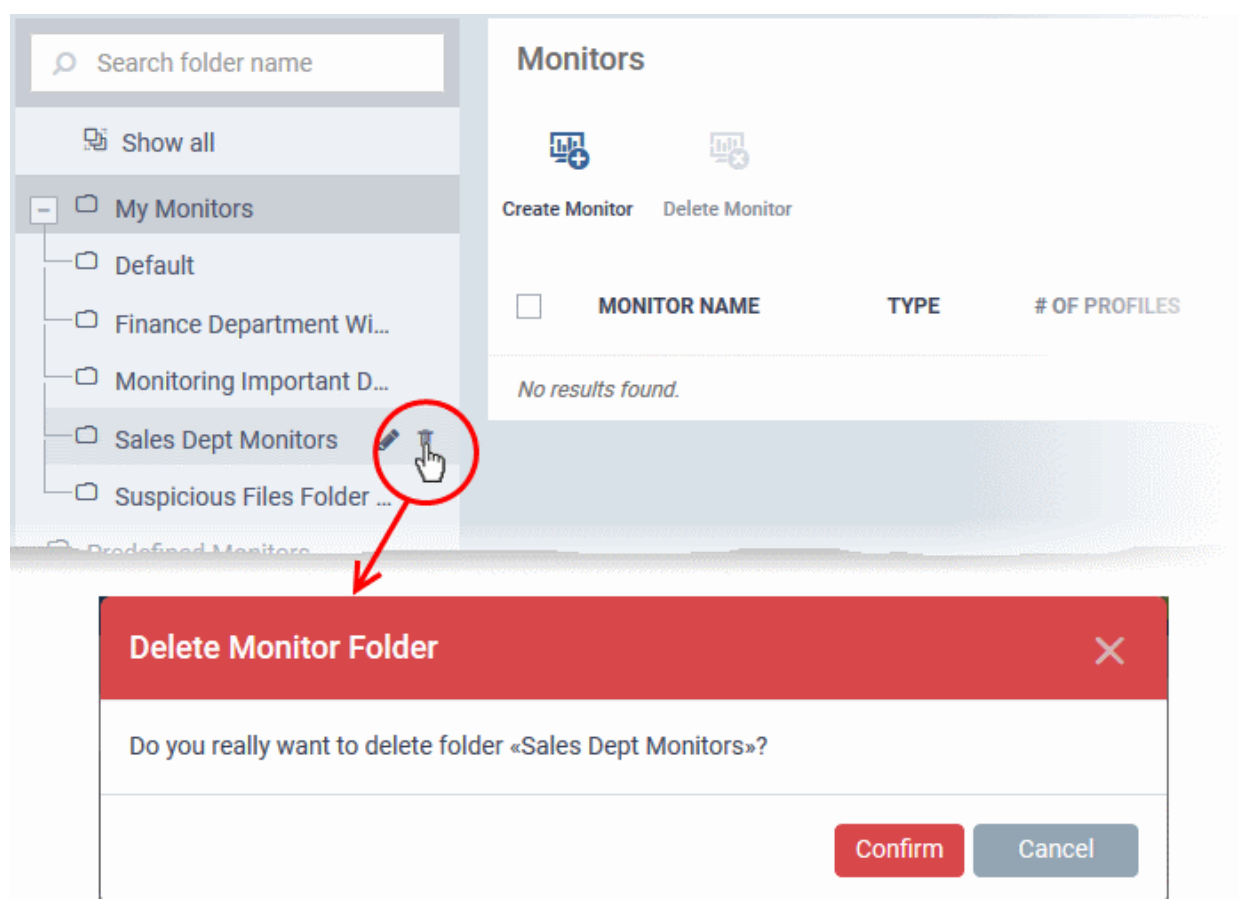 Search folder name
Show all
My Monitors
Default
Finance Department Wi...
Monitoring Important D...
Sales Dept Monitors
Suspicious Files Folder ...
Predefined Monitors
Monitors
Create Monitor
Delete Monitor
MONITOR NAME TYPE # OF PROFILES
No results found.
Delete Monitor Folder
Do you really want to delete folder «Sales Dept Monitors»?
Confirm Cancel